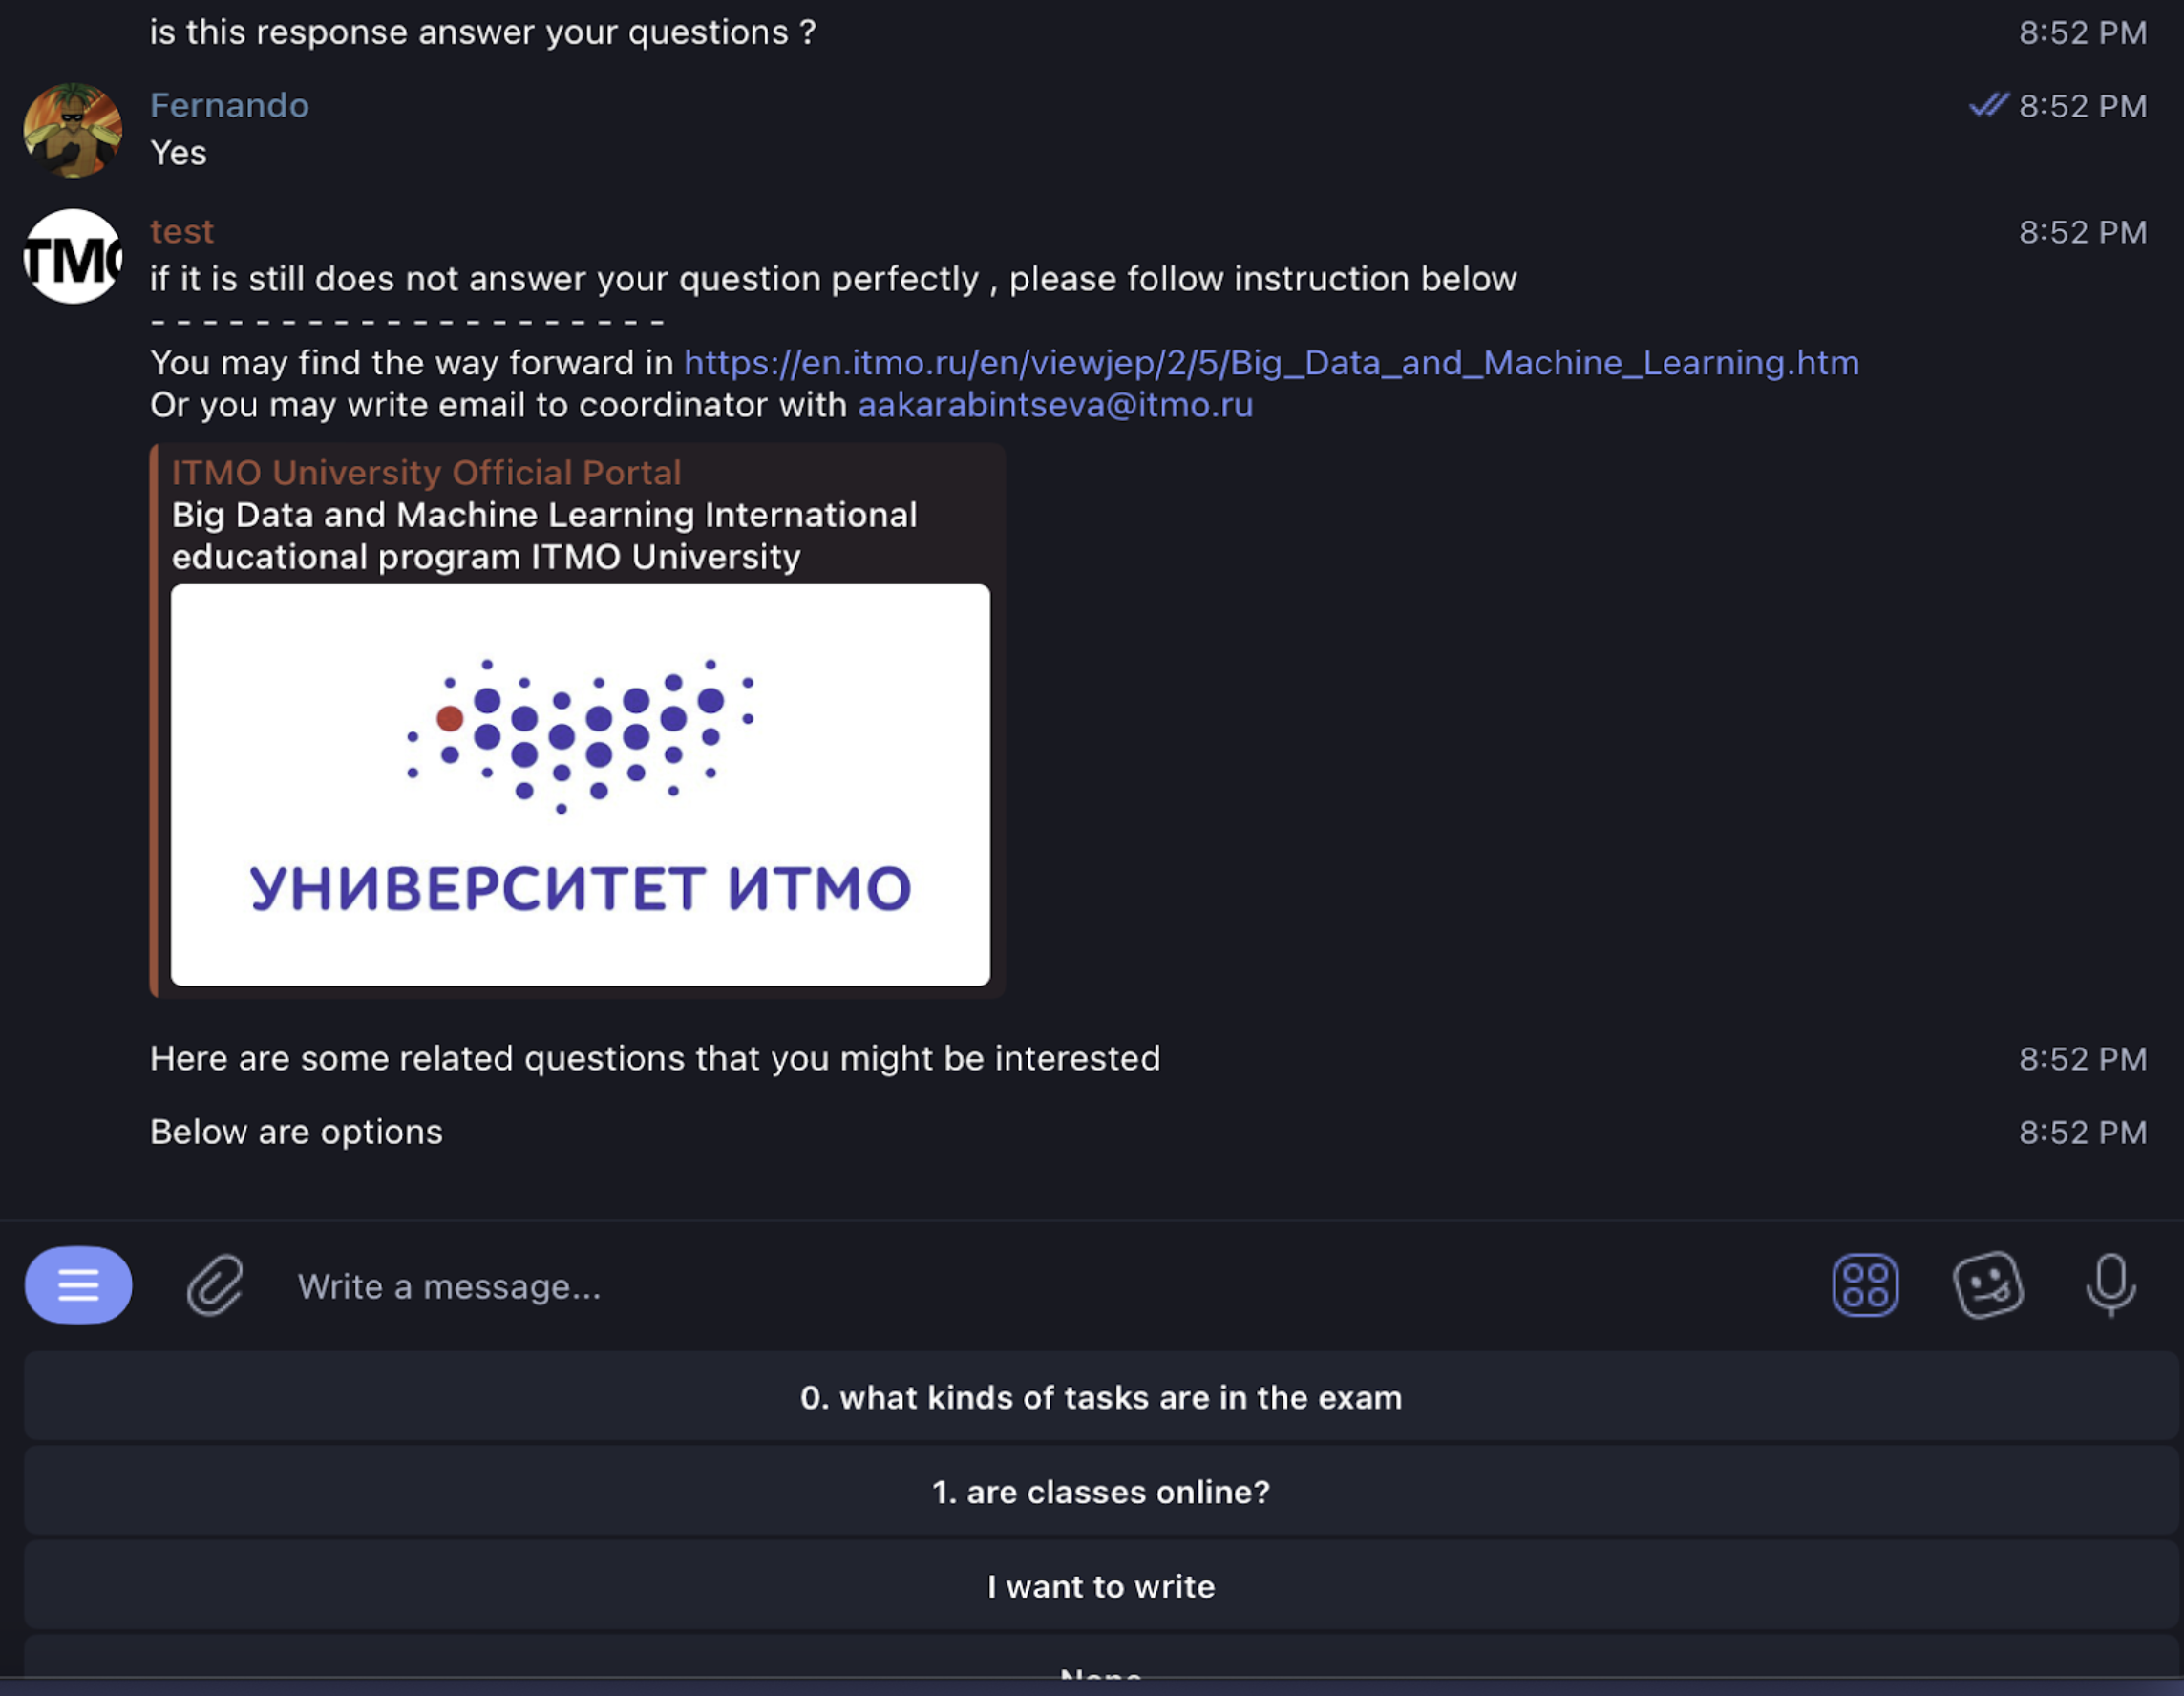 is this response answer your questions ?
8:52 PM
Fernando
8:52 PM
Yes
TMO
test
8:52 PM
if it is still does not answer your question perfectly , please follow instruction below
- - - - - - - - - - - - - - - - - - - -
You may find the way forward in https://en.itmo.ru/en/viewjep/2/5/Big_Data_and_Machine_Learning.htm
Or you may write email to coordinator with aakarabintseva@itmo.ru
ITMO University Official Portal
Big Data and Machine Learning International
educational program ITMO University
УНИВЕРСИТЕТ ИТМО
Here are some related questions that you might be interested
8:52 PM
Below are options
8:52 PM
Write a message...
0. what kinds of tasks are in the exam
1. are classes online?
I want to write